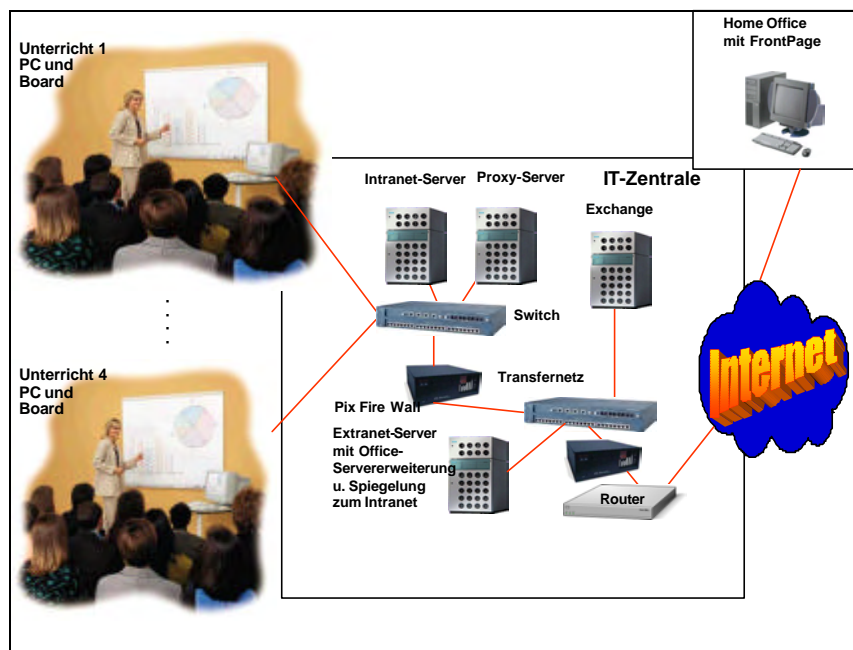 Unterricht 1
PC und
Board
Home Office
mit FrontPage
Intranet-Server
Proxy-Server
IT-Zentrale
Exchange
Switch
.
.
.
.
Internet
Unterricht 4
PC und
Board
Transfernetz
Pix Fire Wall
Extranet-Server
mit Office-
Servererweiterung
u. Spiegelung
zum Intranet
Router